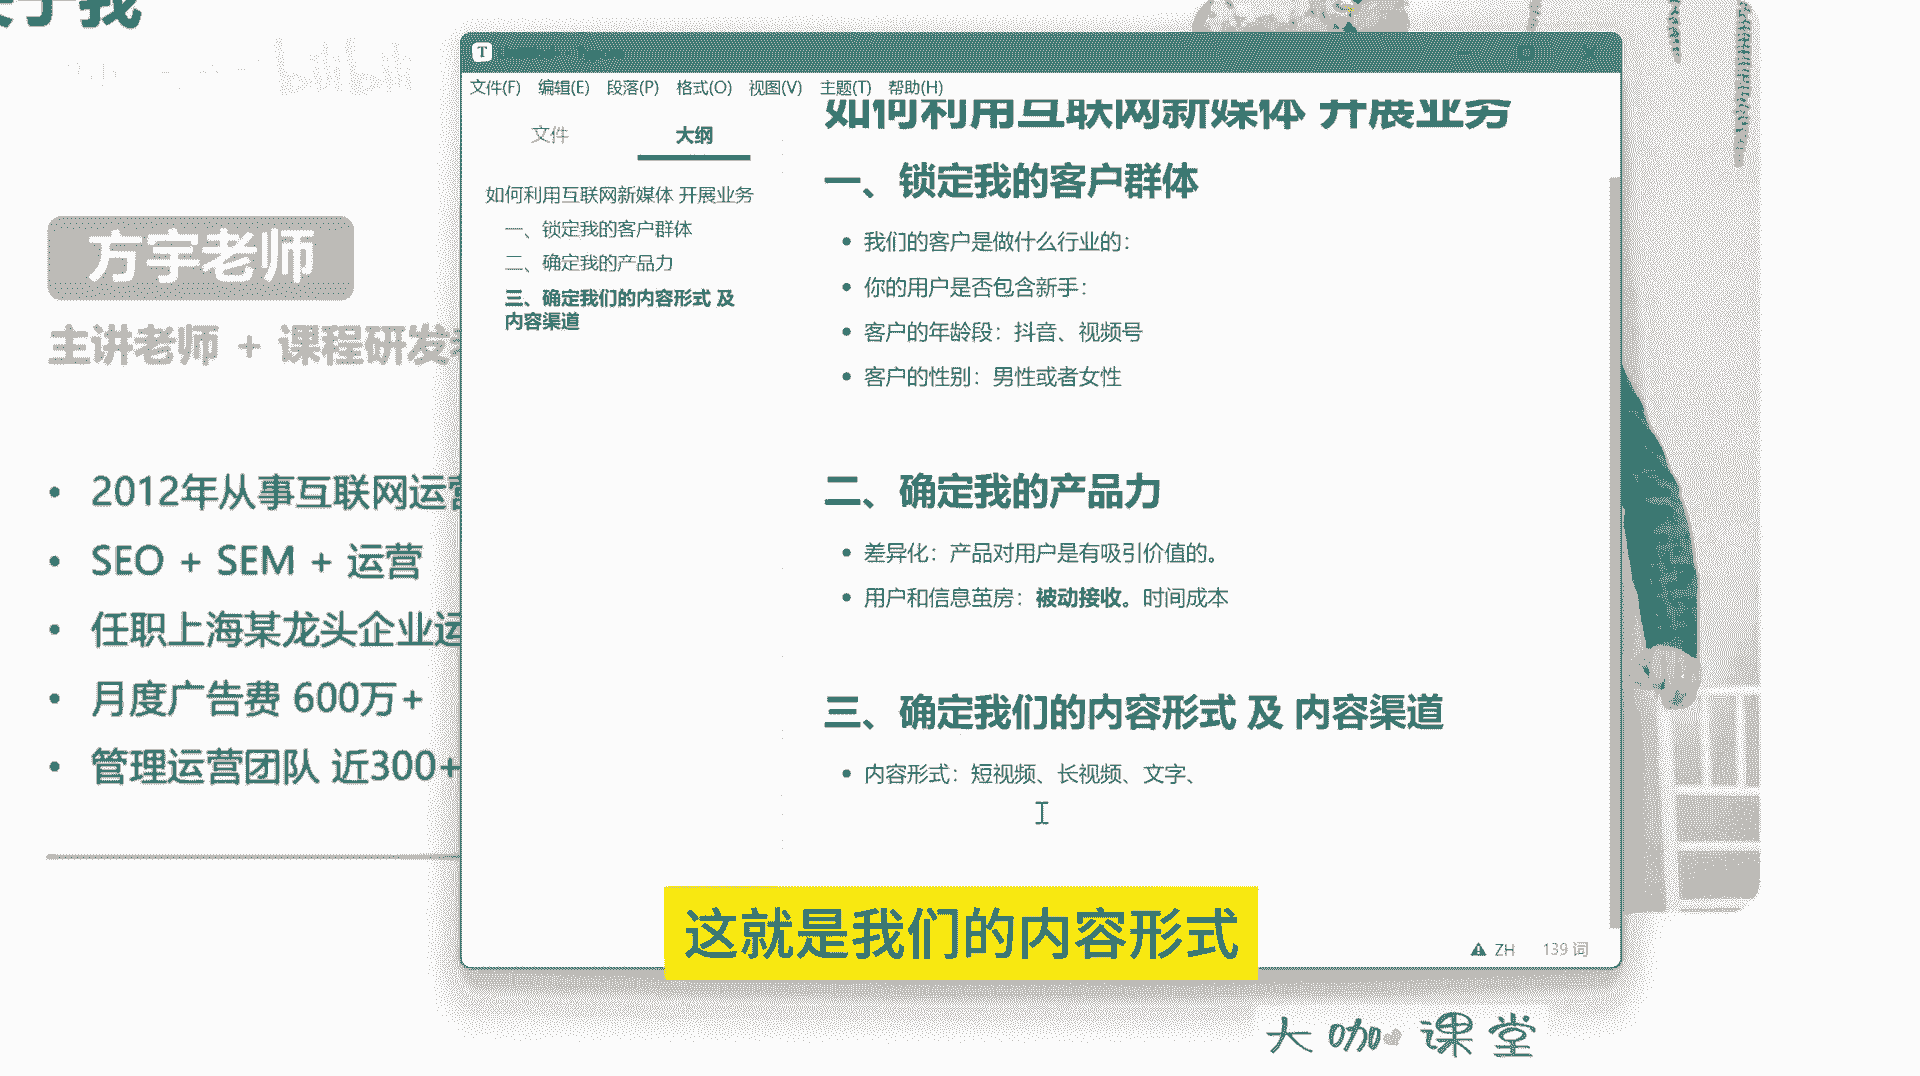 关于我
bilibili
方宇老师
主讲老师 + 课程研发
2012年从事互联网运营
SEO + SEM + 运营
任职上海某龙头企业运
月度广告费 600万+
管理运营团队 近300+
文件(F) 编辑(E) 段落(P) 格式(O) 视图(V) 主题(T) 帮助(H)
文件 大纲
如何利用互联网新媒体 开展业务
一、锁定我的客户群体
二、确定我的产品力
三、确定我们的内容形式 及
内容渠道
如何利用互联网新媒体 开展业务
一、锁定我的客户群体
我们的客户是做什么行业的：
你的用户是否包含新手：
客户的年龄段：抖音、视频号
客户的性别：男性或者女性
二、确定我的产品力
差异化：产品对用户是有吸引价值的。
用户和信息茧房：被动接收。时间成本
三、确定我们的内容形式 及 内容渠道
内容形式：短视频、长视频、文字、
这就是我们的内容形式
ZH 139 词
大咖课堂